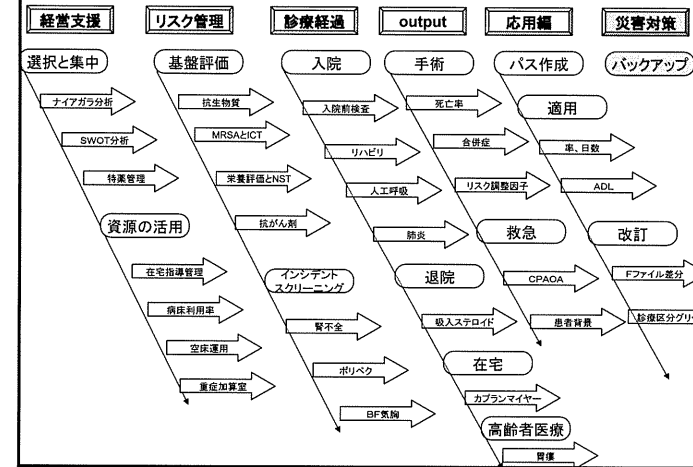 経営支援
リスク管理
診療経過
output
応用編
災害対策
選択と集中
ナイアガラ分析
SWOT分析
特薬管理
資源の活用
在宅指導管理
病床利用率
空床運用
重症加算室
基盤評価
抗生物質
MRSAとICT
栄養評価とNST
抗がん剤
インシデント
スクリーニング
腎不全
ポリペク
BF気胸
入院
入院前検査
リハビリ
人工呼吸
肺炎
退院
吸入ステロイド
在宅
カプランマイヤー
高齢者医療
胃瘻
手術
死亡率
合併症
リスク調整因子
救急
CPAOA
患者背景
パス作成
適用
率、日数
ADL
改訂
Fファイル差分
診療区分グリ
バックアップ